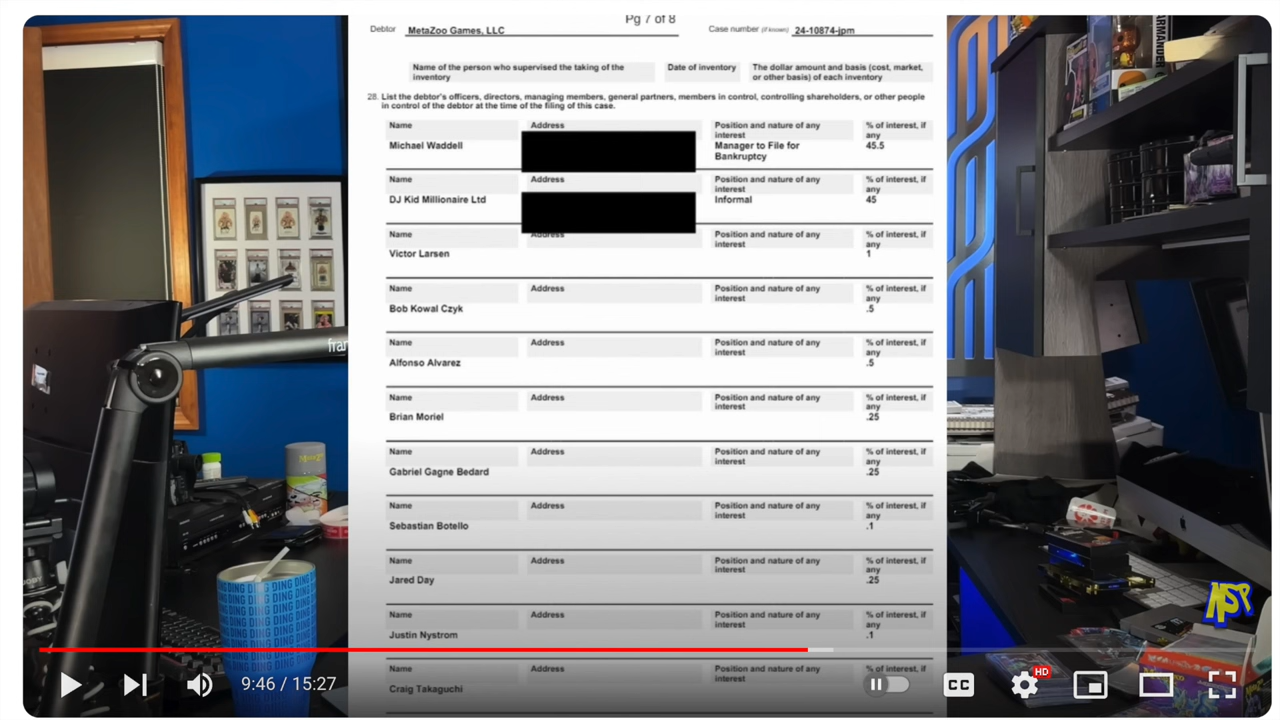 Pg 7 of 8
Debtor MetaZoo Games, LLC Case number (if known) 24-10874-jpm
Name of the person who supervised the taking of the inventory Date of inventory The dollar amount and basis (cost, market, or other basis) of each inventory
28. List the debtor's officers, directors, managing members, general partners, members in control, controlling shareholders, or other people
in control of the debtor at the time of the filing of this case.
Name Address Position and nature of any interest % of interest, if any
Michael Waddell Manager to File for Bankruptcy 45.5
Name Address Position and nature of any interest % of interest, if any
DJ Kid Millionaire Ltd Informal 45
Name Address Position and nature of any interest % of interest, if any
Victor Larsen 1
Name Address Position and nature of any interest % of interest, if any
Bob Kowal Czyk .5
Name Address Position and nature of any interest % of interest, if any
Alfonso Alvarez .5
Name Address Position and nature of any interest % of interest, if any
Brian Moriel .25
Name Address Position and nature of any interest % of interest, if any
Gabriel Gagne Bedard .25
Name Address Position and nature of any interest % of interest, if any
Sebastian Botello .1
Name Address Position and nature of any interest % of interest, if any
Jared Day .25
Name Address Position and nature of any interest % of interest, if any
Justin Nystrom .1
Name Address Position and nature of any interest % of interest, if any
Craig Takaguchi
fra
DING DING DING DING
NSP
9:46 / 15:27
CC
HD